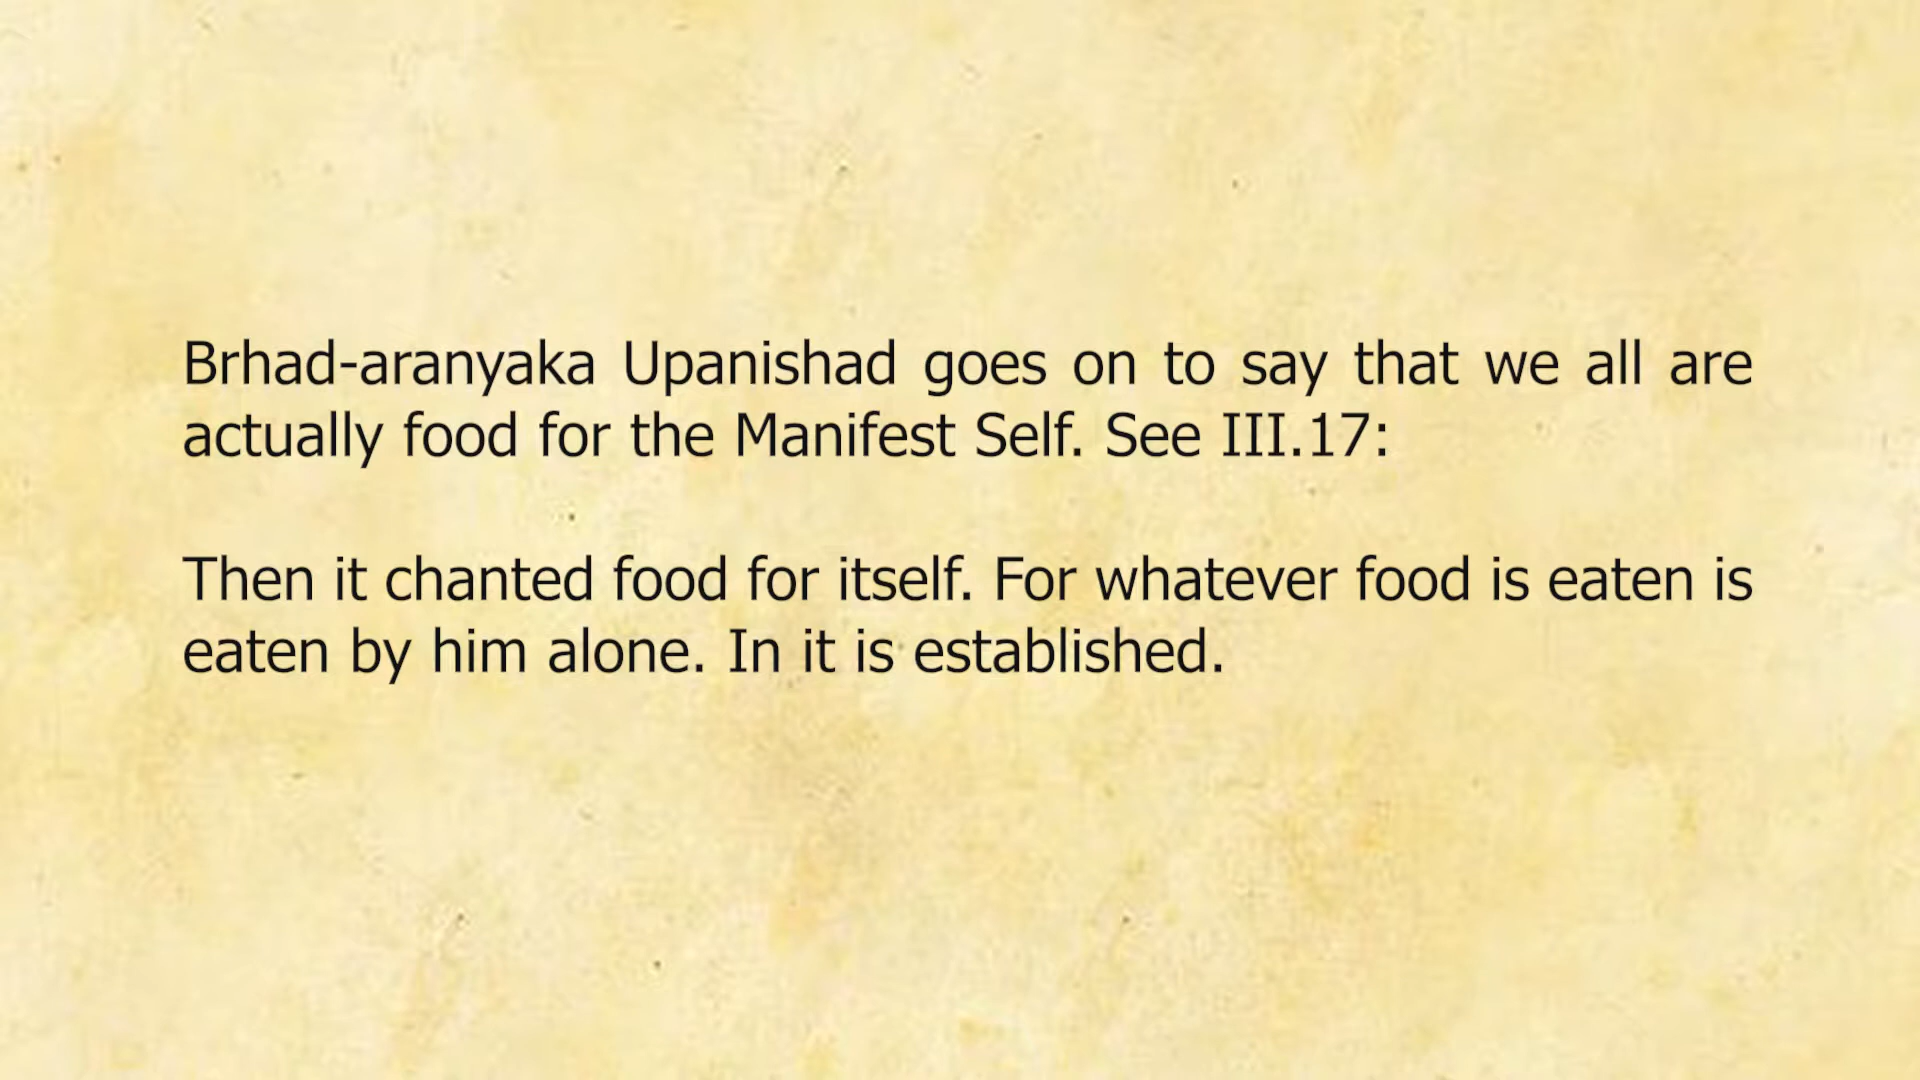 Brhad-aranyaka Upanishad goes on to say that we all are
actually food for the Manifest Self. See III.17:
Then it chanted food for itself. For whatever food is eaten is
eaten by him alone. In it is established.